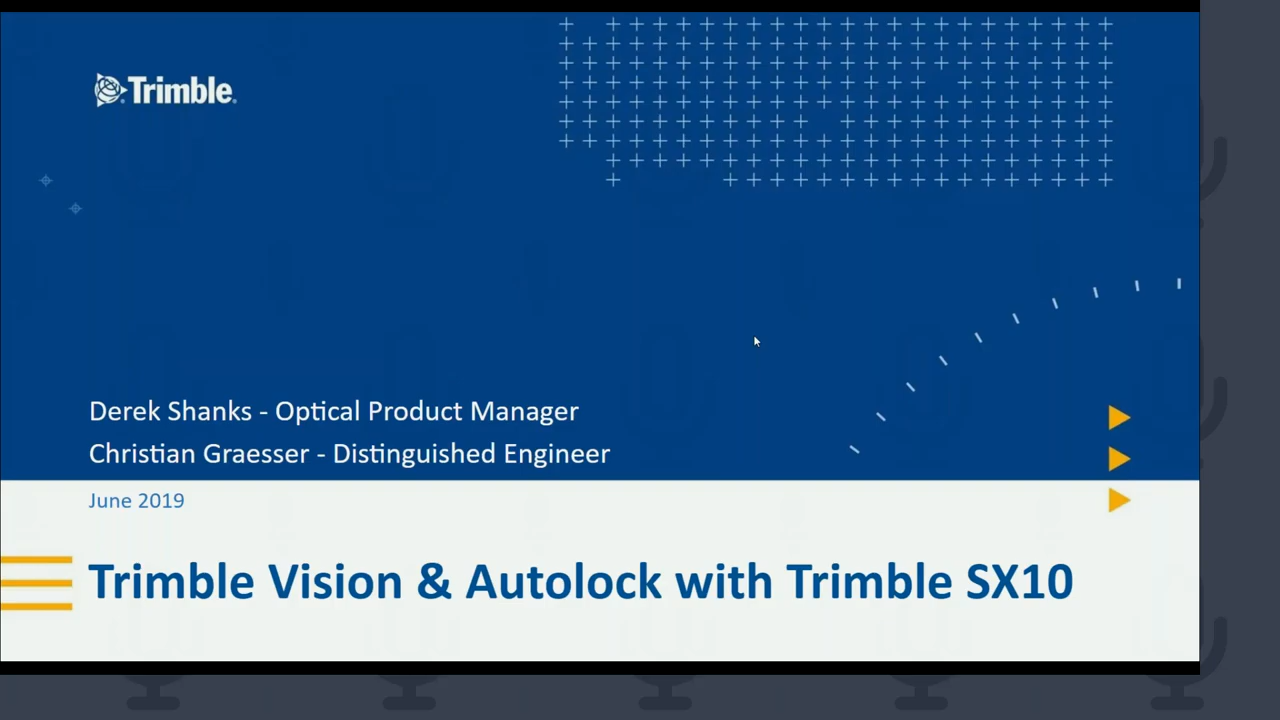 Trimble
Derek Shanks - Optical Product Manager
Christian Graesser - Distinguished Engineer
June 2019
Trimble Vision & Autolock with Trimble SX10